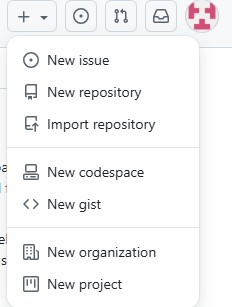 New issue
New repository
Import repository
New codespace
New gist
New organization
New project